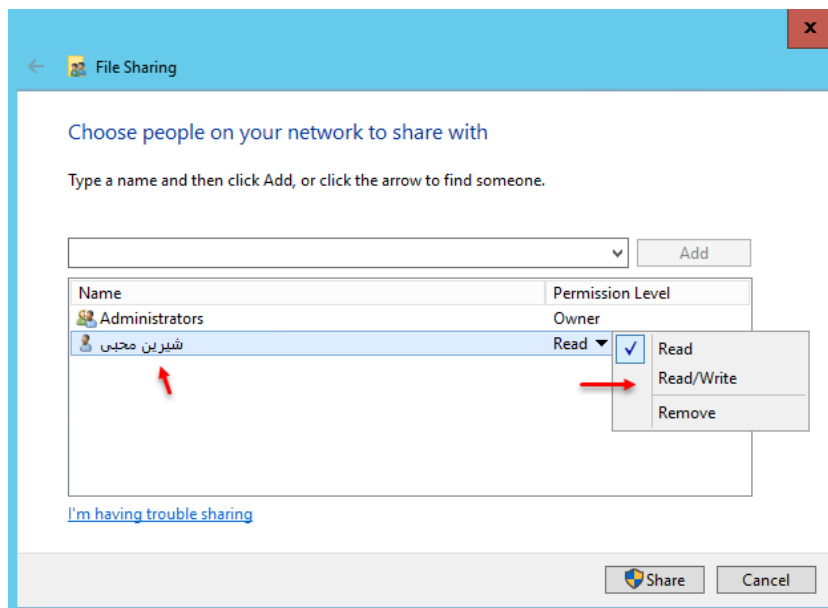 x
File Sharing
Choose people on your network to share with
Type a name and then click Add, or click the arrow to find someone.
Add
Name Permission Level
Administrators Owner
شیرین محبی Read
Read
Read/Write
Remove
I'm having trouble sharing
Share Cancel